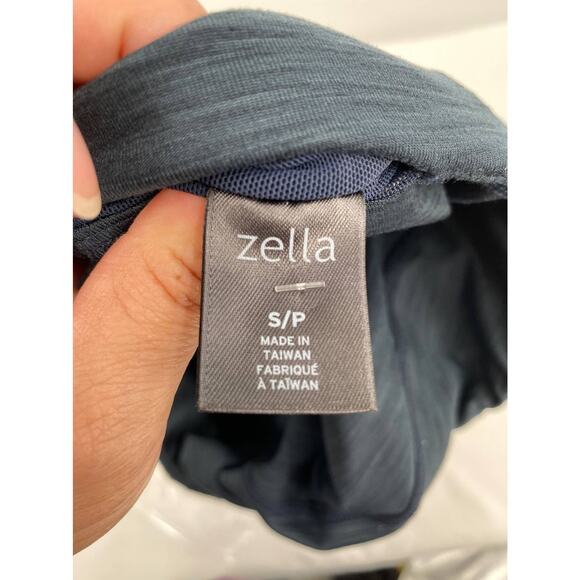 zella
S/P
MADE IN
TAIWAN
FABRIQUÉ
À TAÏWAN